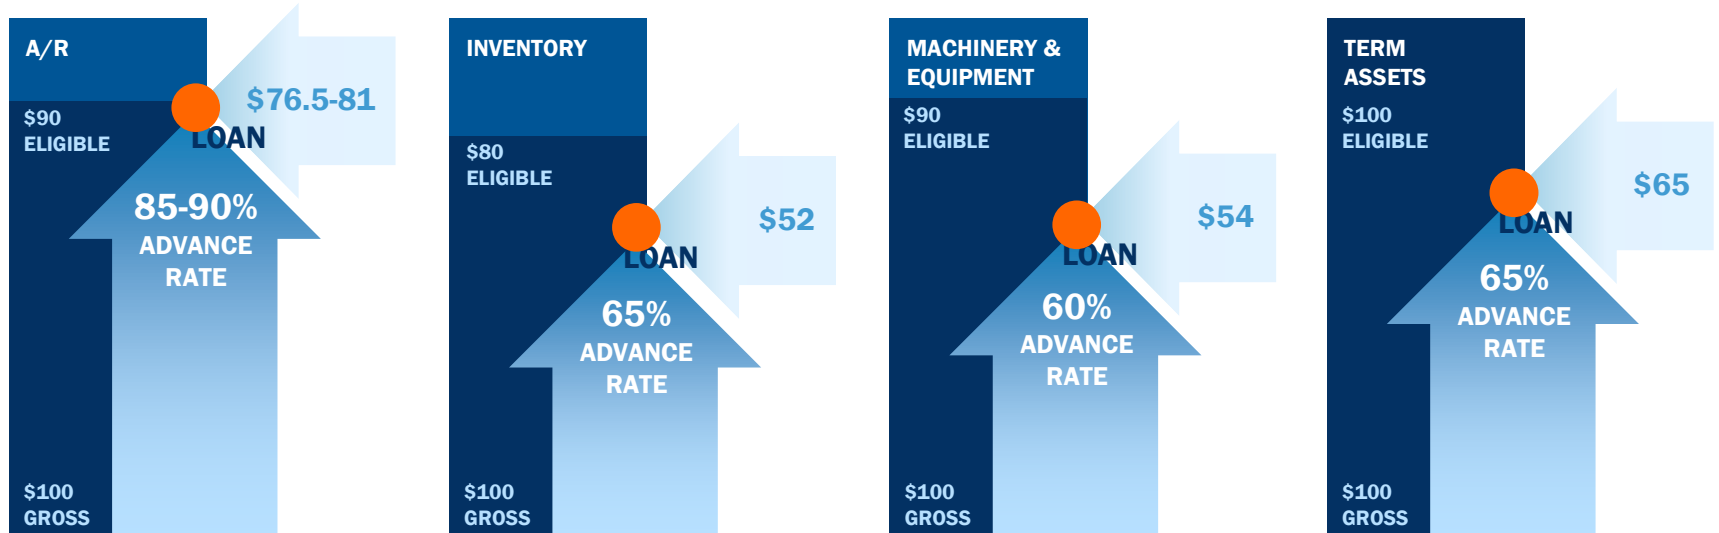 A/R
$90
ELIGIBLE
$76.5-81
LOAN
85-90%
ADVANCE
RATE
$100
GROSS
INVENTORY
$80
ELIGIBLE
$52
LOAN
65%
ADVANCE
RATE
$100
GROSS
MACHINERY &
EQUIPMENT
$90
ELIGIBLE
$54
LOAN
60%
ADVANCE
RATE
$100
GROSS
TERM
ASSETS
$100
ELIGIBLE
$65
LOAN
65%
ADVANCE
RATE
$100
GROSS